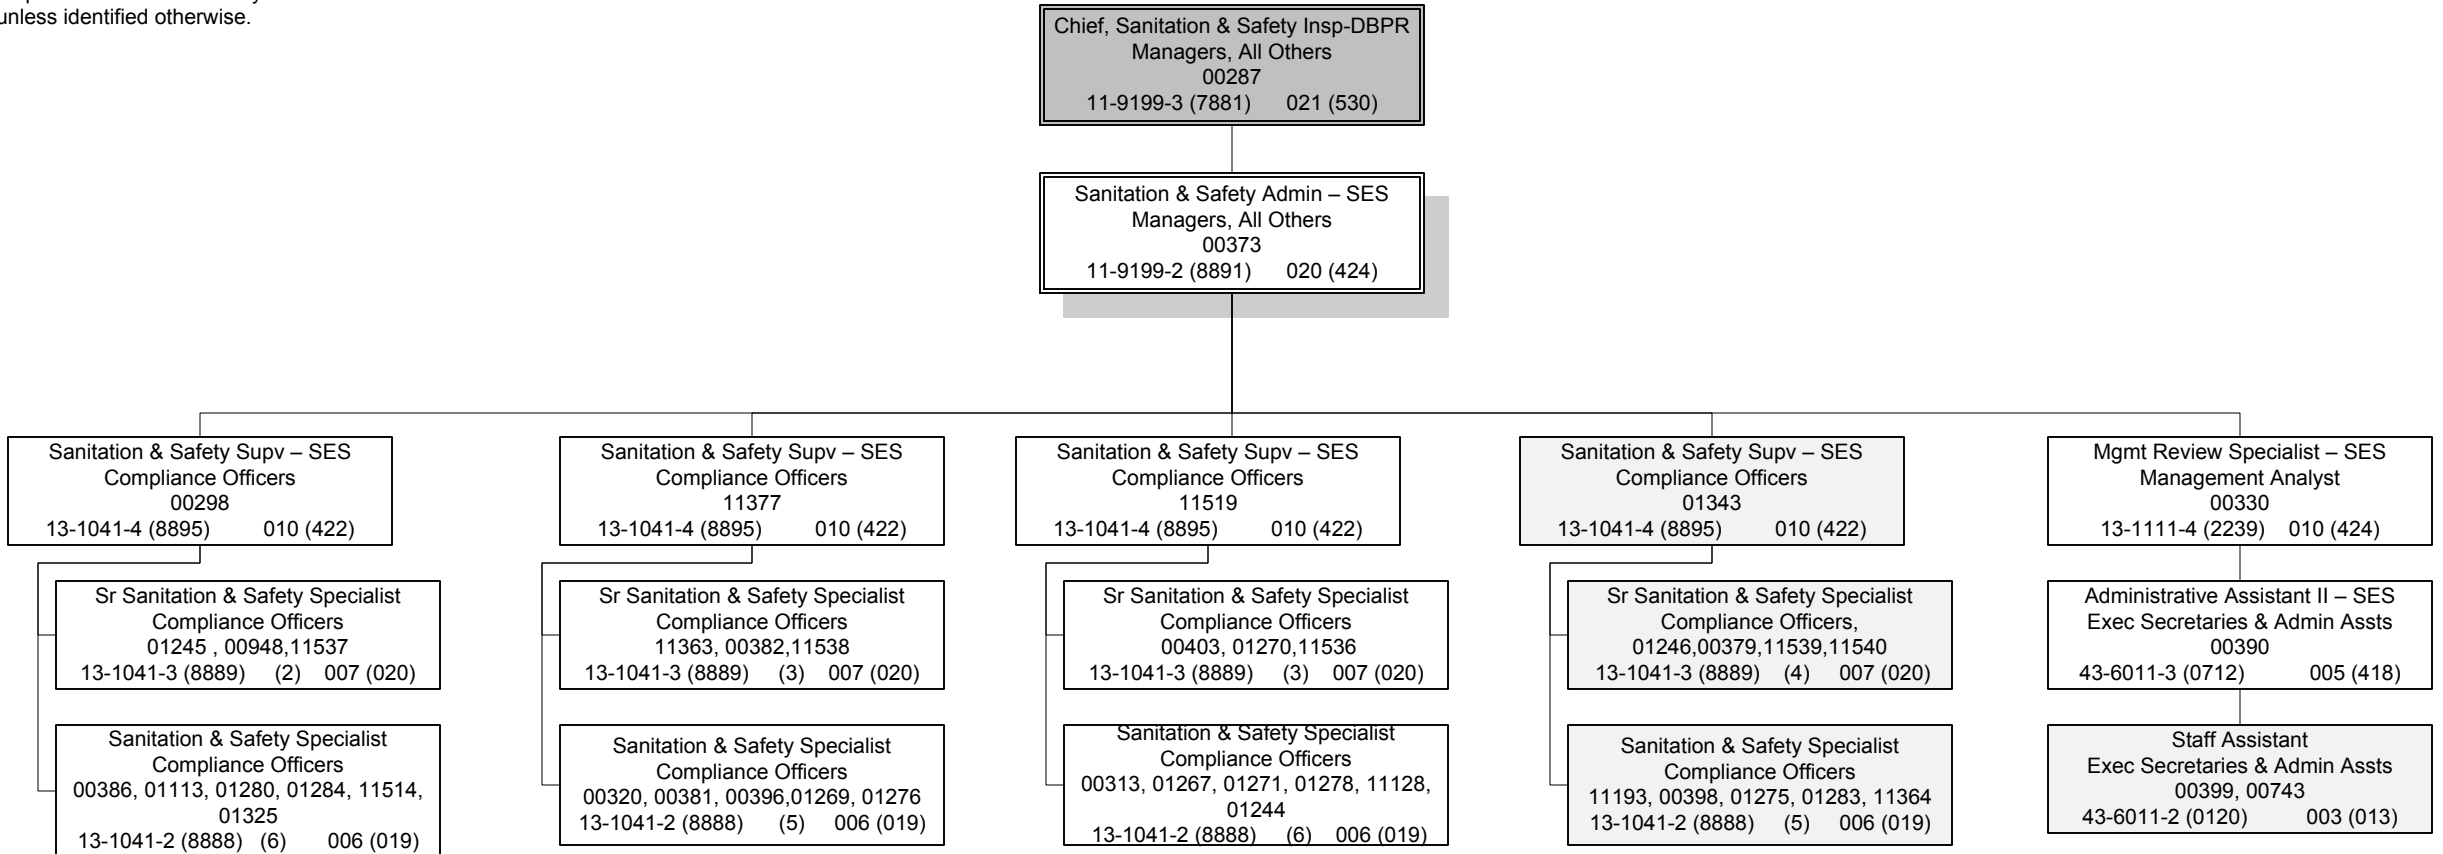 unless identified otherwise.
Chief, Sanitation & Safety Insp-DBPR
Managers, All Others
00287
11-9199-3 (7881) 021 (530)
Sanitation & Safety Admin – SES
Managers, All Others
00373
11-9199-2 (8891) 020 (424)
Sanitation & Safety Supv – SES
Compliance Officers
00298
13-1041-4 (8895) 010 (422)
Sr Sanitation & Safety Specialist
Compliance Officers
01245 , 00948,11537
13-1041-3 (8889) (2) 007 (020)
Sanitation & Safety Specialist
Compliance Officers
00386, 01113, 01280, 01284, 11514,
01325
13-1041-2 (8888) (6) 006 (019)
Sanitation & Safety Supv – SES
Compliance Officers
11377
13-1041-4 (8895) 010 (422)
Sr Sanitation & Safety Specialist
Compliance Officers
11363, 00382,11538
13-1041-3 (8889) (3) 007 (020)
Sanitation & Safety Specialist
Compliance Officers
00320, 00381, 00396,01269, 01276
13-1041-2 (8888) (5) 006 (019)
Sanitation & Safety Supv – SES
Compliance Officers
11519
13-1041-4 (8895) 010 (422)
Sr Sanitation & Safety Specialist
Compliance Officers
00403, 01270,11536
13-1041-3 (8889) (3) 007 (020)
Sanitation & Safety Specialist
Compliance Officers
00313, 01267, 01271, 01278, 11128,
01244
13-1041-2 (8888) (6) 006 (019)
Sanitation & Safety Supv – SES
Compliance Officers
01343
13-1041-4 (8895) 010 (422)
Sr Sanitation & Safety Specialist
Compliance Officers,
01246,00379,11539,11540
13-1041-3 (8889) (4) 007 (020)
Sanitation & Safety Specialist
Compliance Officers
11193, 00398, 01275, 01283, 11364
13-1041-2 (8888) (5) 006 (019)
Mgmt Review Specialist – SES
Management Analyst
00330
13-1111-4 (2239) 010 (424)
Administrative Assistant II – SES
Exec Secretaries & Admin Assts
00390
43-6011-3 (0712) 005 (418)
Staff Assistant
Exec Secretaries & Admin Assts
00399, 00743
43-6011-2 (0120) 003 (013)